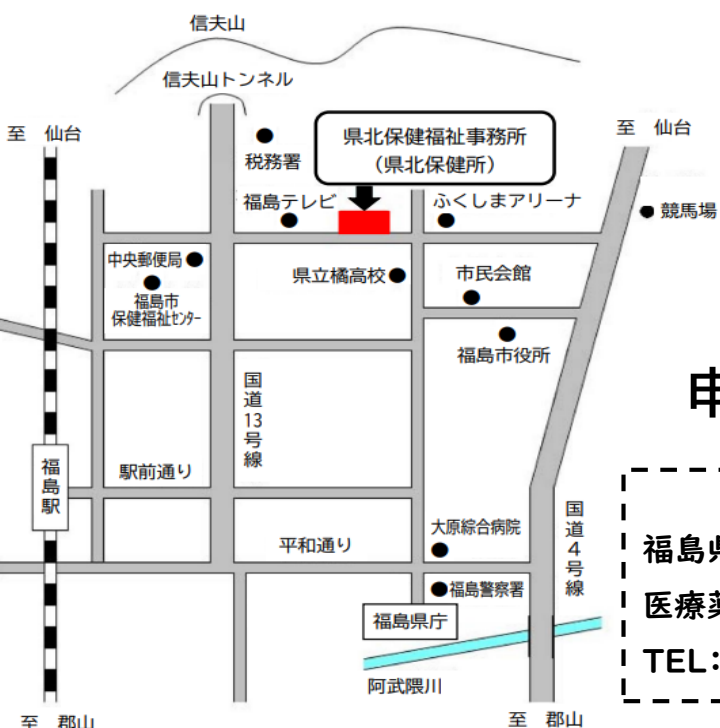 信夫山
信夫山トンネル
至 仙台
税務署
県北保健福祉事務所
(県北保健所)
至 仙台
福島テレビ
ふくしまアリーナ
競馬場
中央郵便局
福島市
保健福祉センター
県立橘高校
市民会館
福島市役所
国道13号線
申
福島駅
駅前通り
平和通り
大原綜合病院
国道4号線
福島県
医療薬
TEL:
福島警察署
福島県庁
阿武隈川
至 郡山
至 郡山